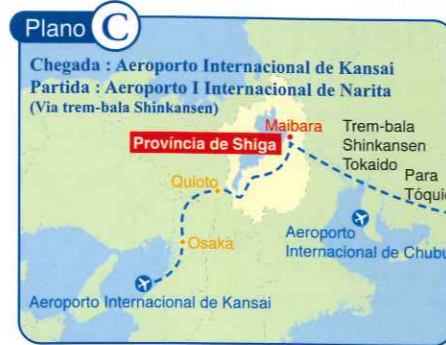 Plano C
Chegada : Aeroporto Internacional de Kansai
Partida : Aeroporto I Internacional de Narita
(Via trem-bala Shinkansen)
Província de Shiga
Maibara
Trem-bala
Shinkansen
Tokaido
Para
Tóquio
Quioto
Osaka
Aeroporto
Internacional de Chubu
Aeroporto Internacional de Kansai